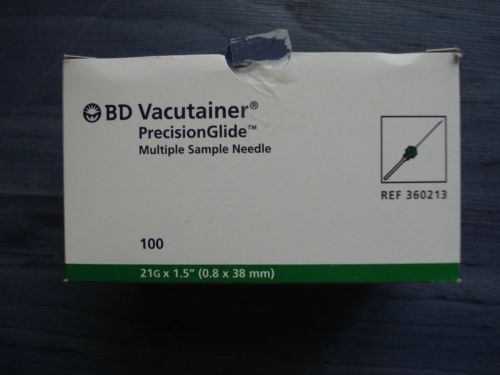 BD Vacutainer®
PrecisionGlide™
Multiple Sample Needle
REF 360213
100
21G x 1.5" (0.8 x 38 mm)